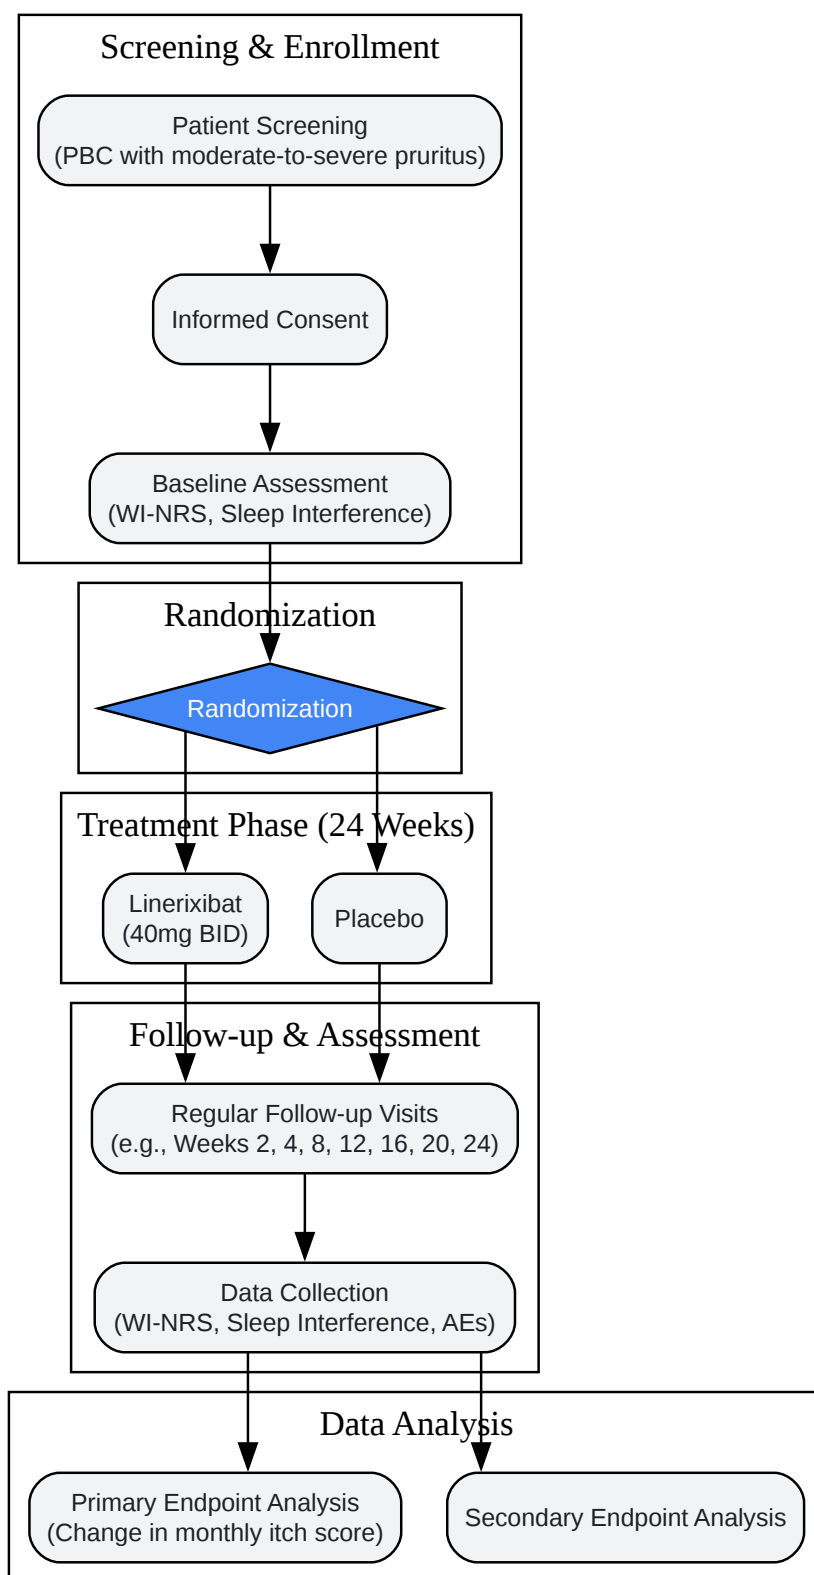 Screening & Enrollment
Patient Screening
(PBC with moderate-to-severe pruritus)
Informed Consent
Baseline Assessment
(WI-NRS, Sleep Interference)
Randomization
Randomization
Treatment Phase (24 Weeks)
Linerixibat
(40mg BID)
Placebo
Follow-up & Assessment
Regular Follow-up Visits
(e.g., Weeks 2, 4, 8, 12, 16, 20, 24)
Data Collection
(WI-NRS, Sleep Interference, AEs)
Data Analysis
Primary Endpoint Analysis
(Change in monthly itch score)
Secondary Endpoint Analysis